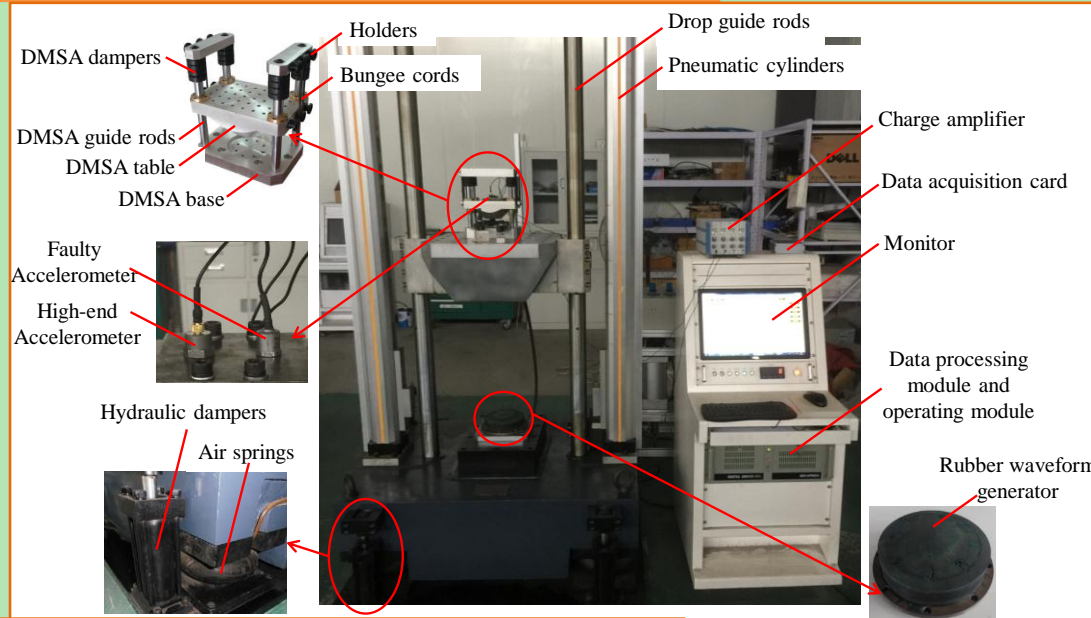 DMSA dampers
Holders
Bungee cords
DMSA guide rods
DMSA table
DMSA base
Drop guide rods
Pneumatic cylinders
Charge amplifier
DELL
Data acquisition card
Monitor
Faulty
Accelerometer
High-end
Accelerometer
Data processing
module and
operating module
Hydraulic dampers
Air springs
Rubber waveform
generator